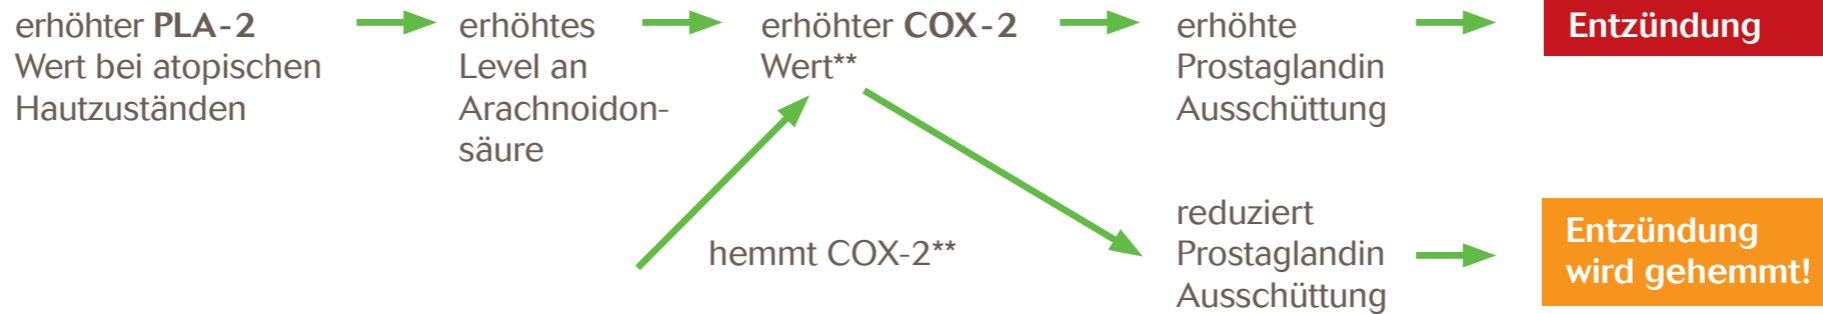 erhöhter PLA-2
Wert bei atopischen
Hautzuständen
erhöhtes
Level an
Arachnoidon-
säure
erhöhter COX-2
Wert**
erhöhte
Prostaglandin
Ausschüttung
Entzündung
hemmt COX-2**
reduziert
Prostaglandin
Ausschüttung
Entzündung
wird gehemmt!